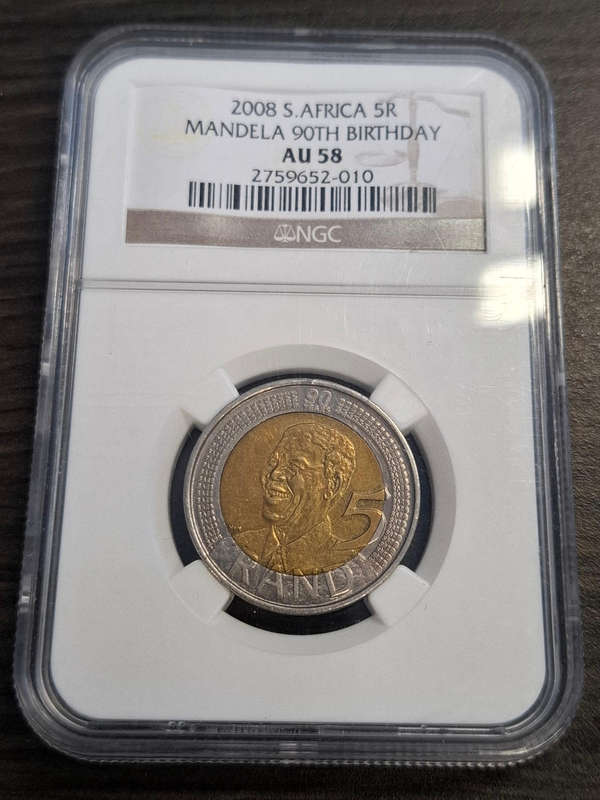 2008 S.AFRICA 5R
MANDELA 90TH BIRTHDAY
AU 58
2759652-010
NGC
90
5
RAND